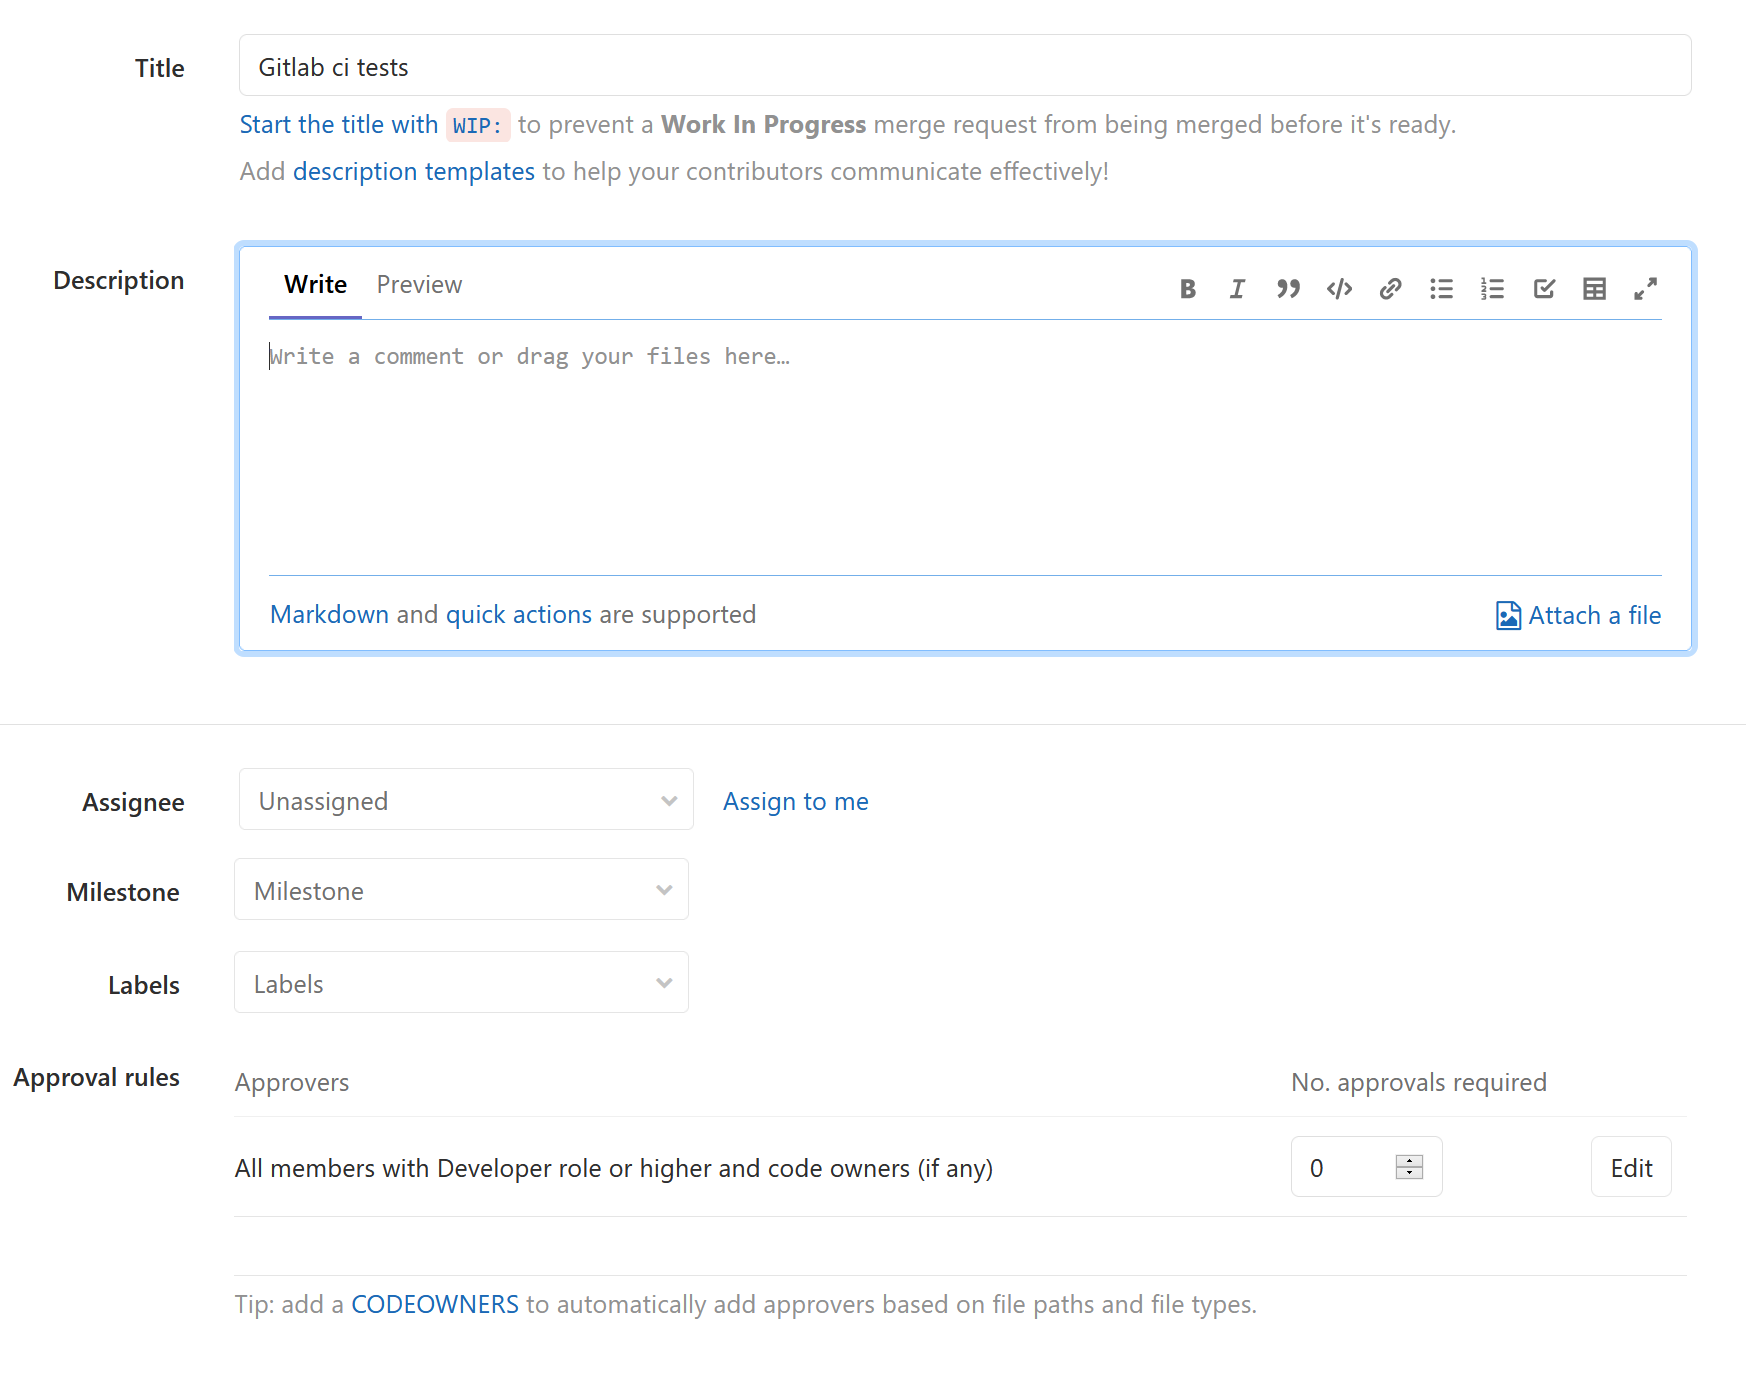 Title
Gitlab ci tests
Start the title with WIP: to prevent a Work In Progress merge request from being merged before it's ready.
Add description templates to help your contributors communicate effectively!
Description
Write Preview
Write a comment or drag your files here…
Markdown and quick actions are supported
Attach a file
Assignee
Unassigned
Assign to me
Milestone
Milestone
Labels
Labels
Approval rules
Approvers
No. approvals required
All members with Developer role or higher and code owners (if any)
0
Edit
Tip: add a CODEOWNERS to automatically add approvers based on file paths and file types.